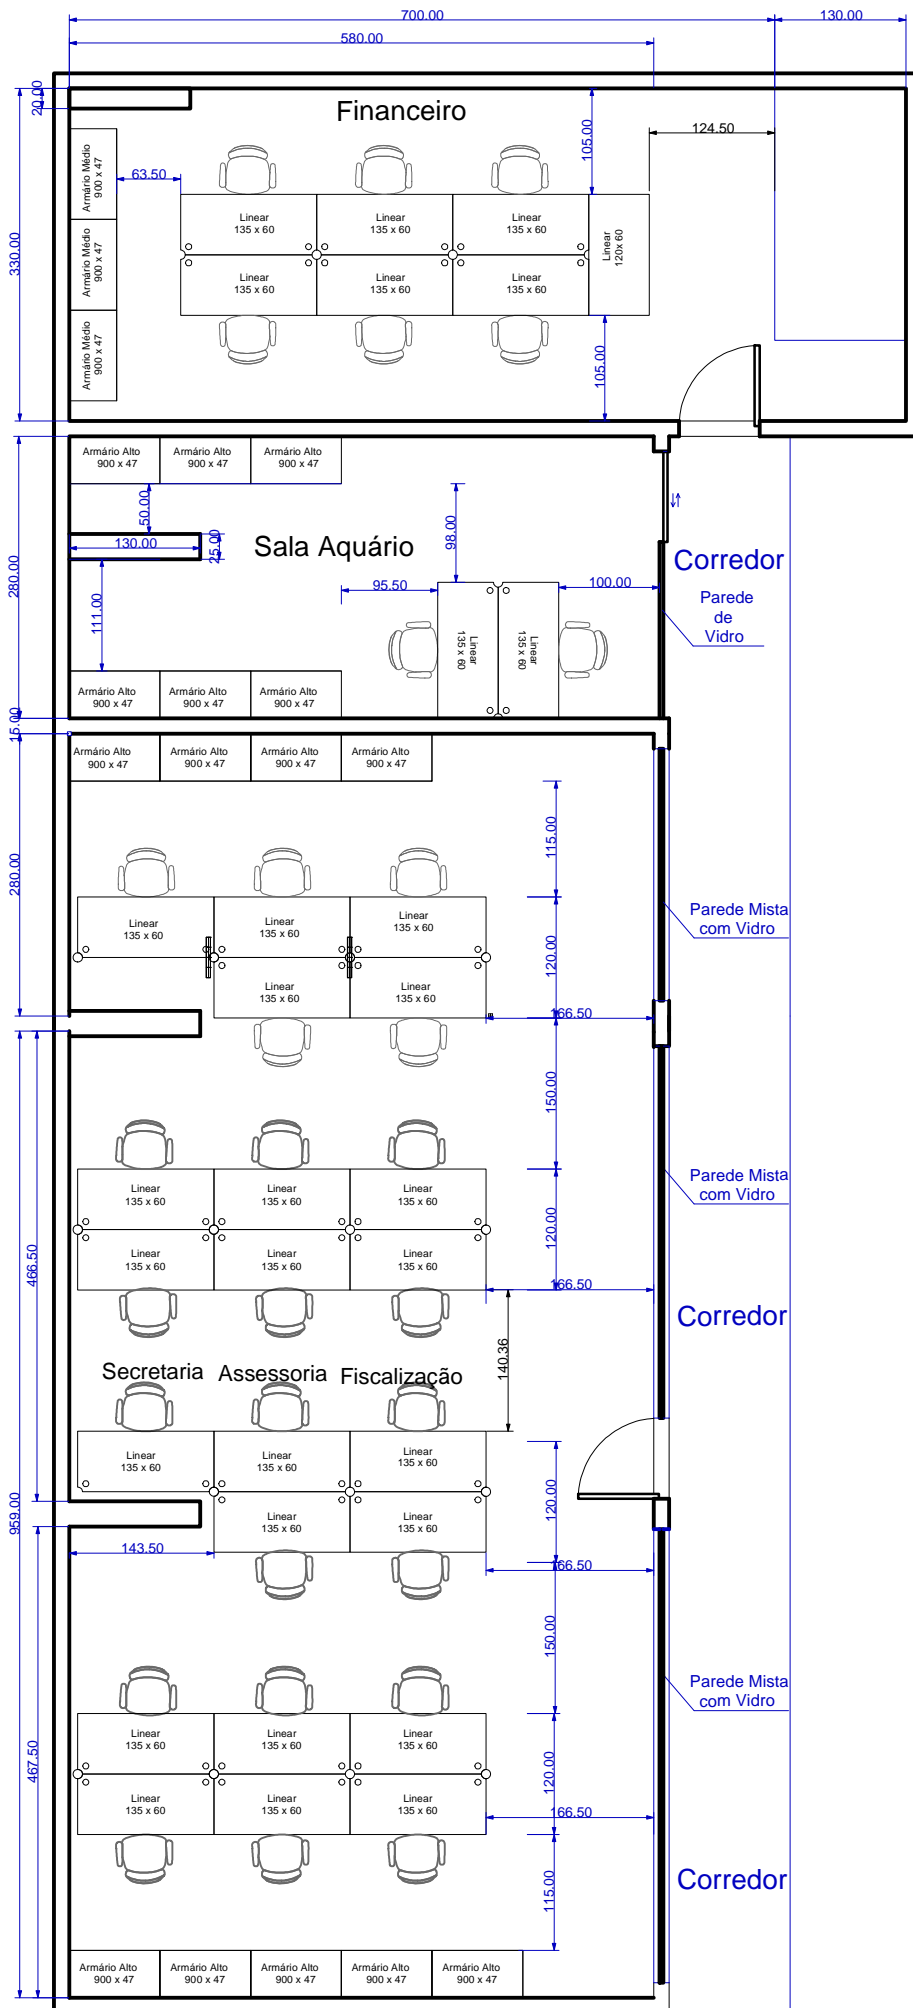 700.00
130.00
580.00
20.00
Financeiro
105.00
124.50
Armário Médio
900 x 47
63.50
Linear
135 x 60
Linear
135 x 60
Linear
135 x 60
Linear
120x 60
330.00
Armário Médio
900 x 47
Linear
135 x 60
Linear
135 x 60
Linear
135 x 60
Armário Médio
900 x 47
105.00
Armário Alto
900 x 47
Armário Alto
900 x 47
Armário Alto
900 x 47
50.00
130.00
25.00
Sala Aquário
98.00
Corredor
280.00
111.00
95.50
100.00
Parede
de
Vidro
Linear
135 x 60
Linear
135 x 60
Armário Alto
900 x 47
Armário Alto
900 x 47
Armário Alto
900 x 47
15.00
Armário Alto
900 x 47
Armário Alto
900 x 47
Armário Alto
900 x 47
Armário Alto
900 x 47
115.00
280.00
Linear
135 x 60
Linear
135 x 60
Linear
135 x 60
Parede Mista
com Vidro
120.00
Linear
135 x 60
Linear
135 x 60
166.50
150.00
Linear
135 x 60
Linear
135 x 60
Linear
135 x 60
Parede Mista
com Vidro
120.00
Linear
135 x 60
Linear
135 x 60
Linear
135 x 60
466.50
166.50
Corredor
140.36
Secretaria
Assessoria
Fiscalização
Linear
135 x 60
Linear
135 x 60
Linear
135 x 60
959.00
120.00
Linear
135 x 60
Linear
135 x 60
143.50
166.50
150.00
Parede Mista
com Vidro
Linear
135 x 60
Linear
135 x 60
Linear
135 x 60
467.50
120.00
Linear
135 x 60
Linear
135 x 60
Linear
135 x 60
166.50
Corredor
115.00
Armário Alto
900 x 47
Armário Alto
900 x 47
Armário Alto
900 x 47
Armário Alto
900 x 47
Armário Alto
900 x 47